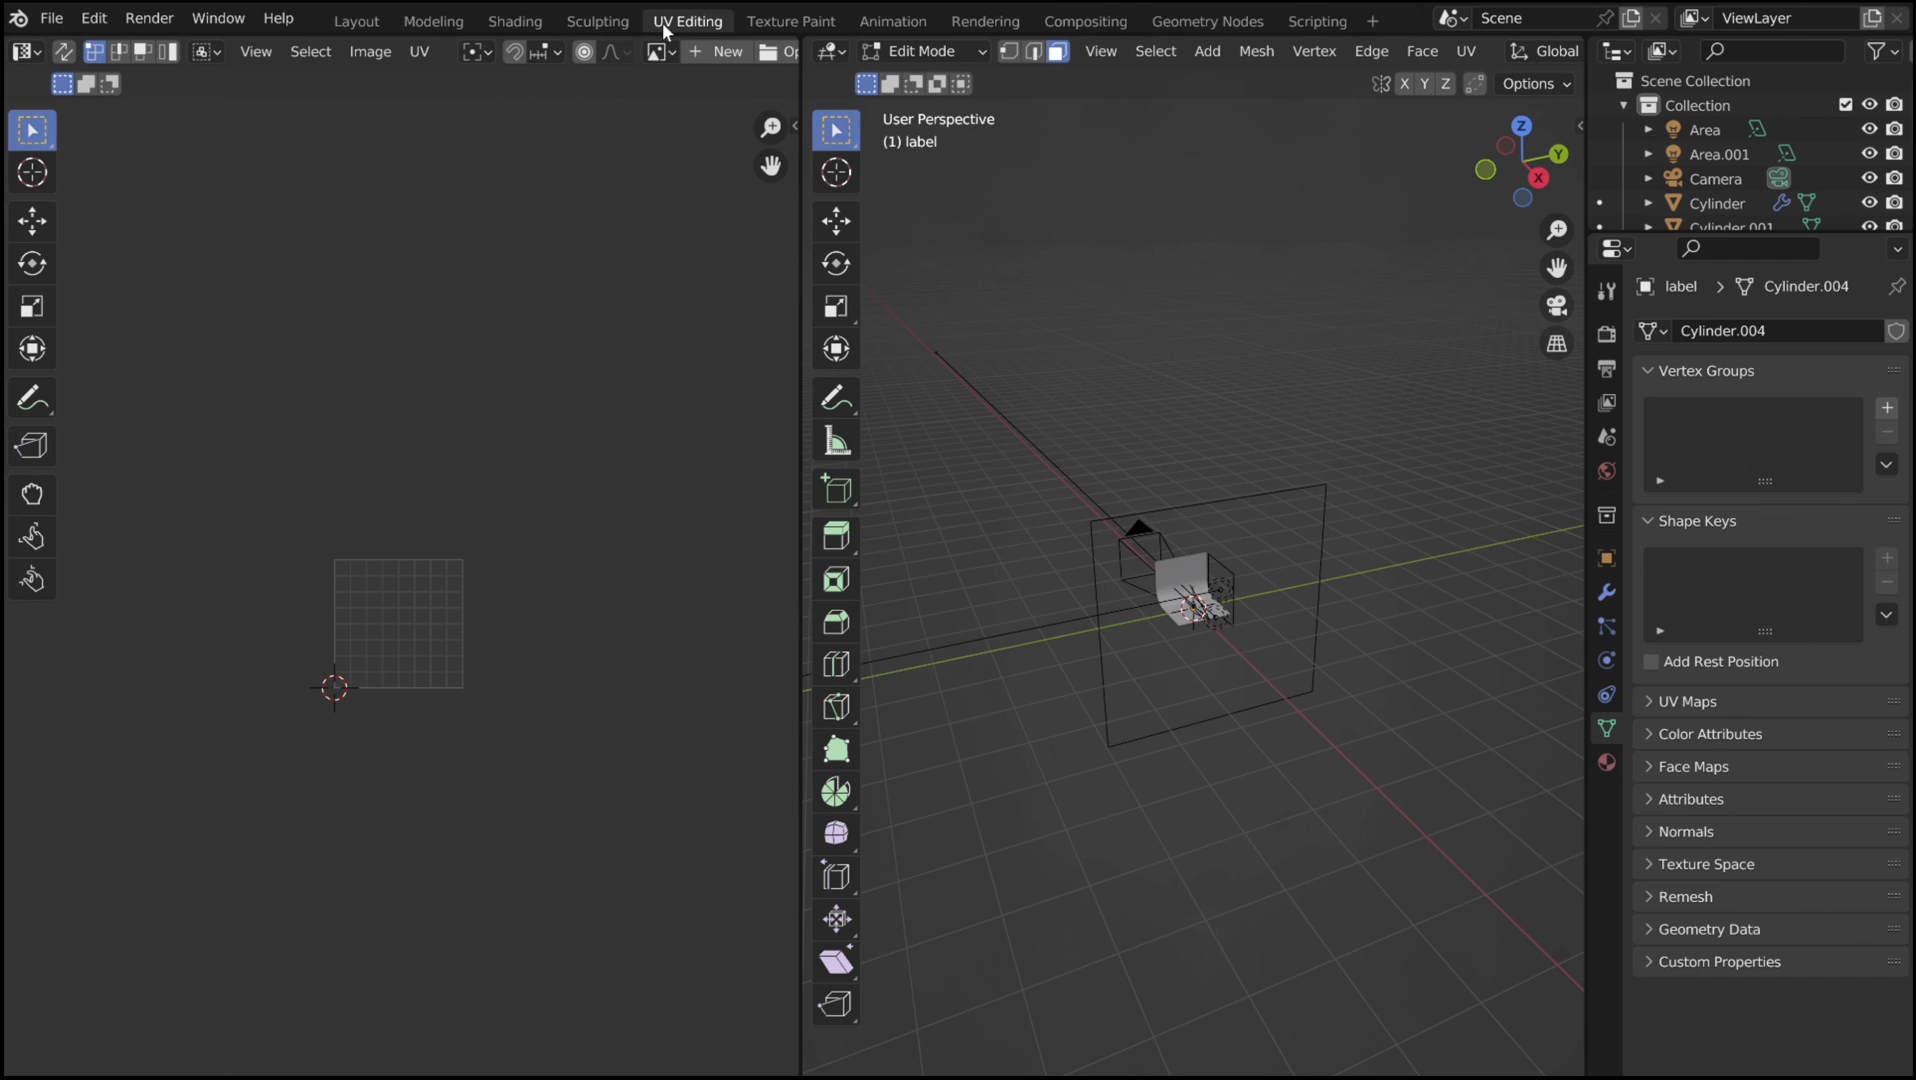 File Edit Render Window Help Layout Modeling Shading Sculpting UV Editing Texture Paint Animation Rendering Compositing Geometry Nodes Scripting + Scene ViewLayer
View Select Image UV + New Op Edit Mode View Select Add Mesh Vertex Edge Face UV Global
X Y Z Options
User Perspective
(1) label
Z
Y
X
Scene Collection
Collection
Area
Area.001
Camera
Cylinder
Cylinder.001
label > Cylinder.004
Cylinder.004
Vertex Groups
Shape Keys
Add Rest Position
UV Maps
Color Attributes
Face Maps
Attributes
Normals
Texture Space
Remesh
Geometry Data
Custom Properties